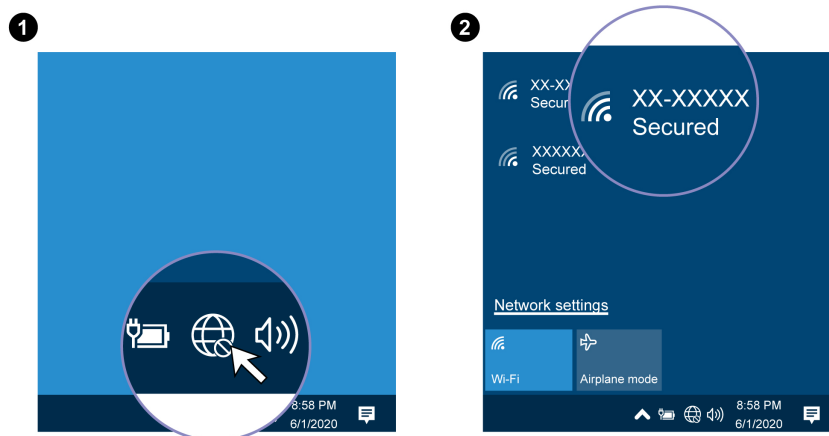 1
8:58 PM
6/1/2020
2
XX-XX
Secur
XX-XXXXX
Secured
XXXXXX
Secured
Network settings
Wi-Fi
Airplane mode
8:58 PM
6/1/2020